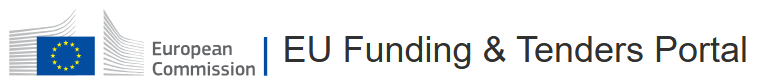 European
Commission
EU Funding & Tenders Portal